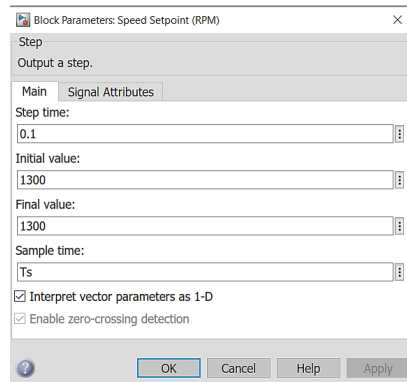 Block Parameters: Speed Setpoint (RPM)
Step
Output a step.
Main Signal Attributes
Step time:
0.1
Initial value:
1300
Final value:
1300
Sample time:
Ts
Interpret vector parameters as 1-D
Enable zero-crossing detection
OK Cancel Help Apply